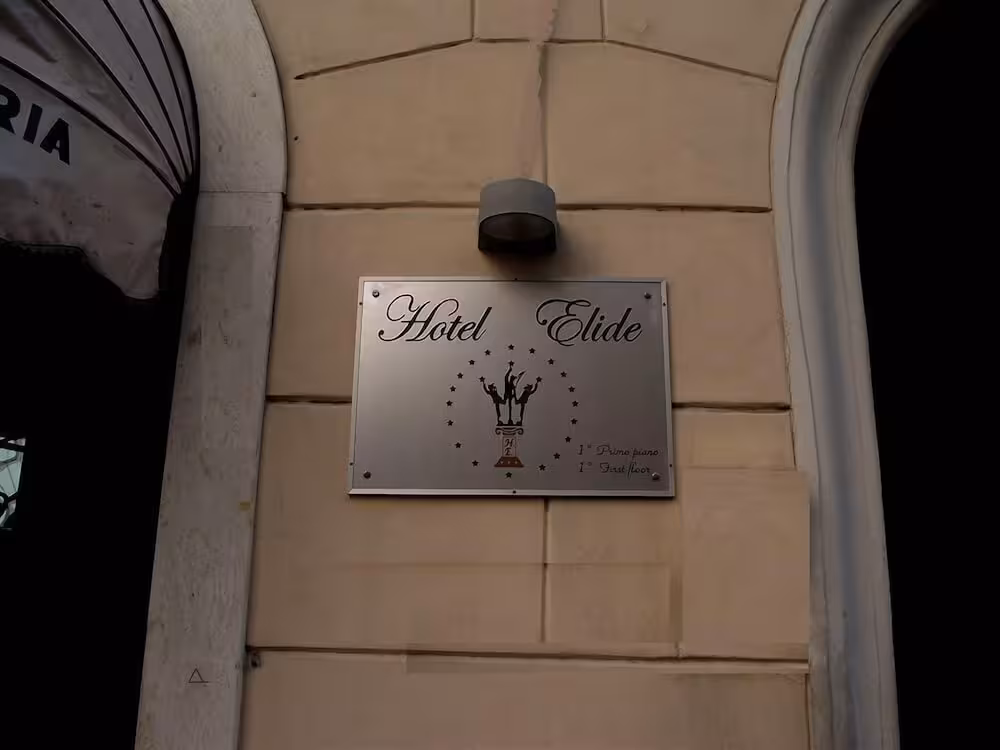 RIA
Hotel Elide
H
E
1° Primo piano
1° First floor